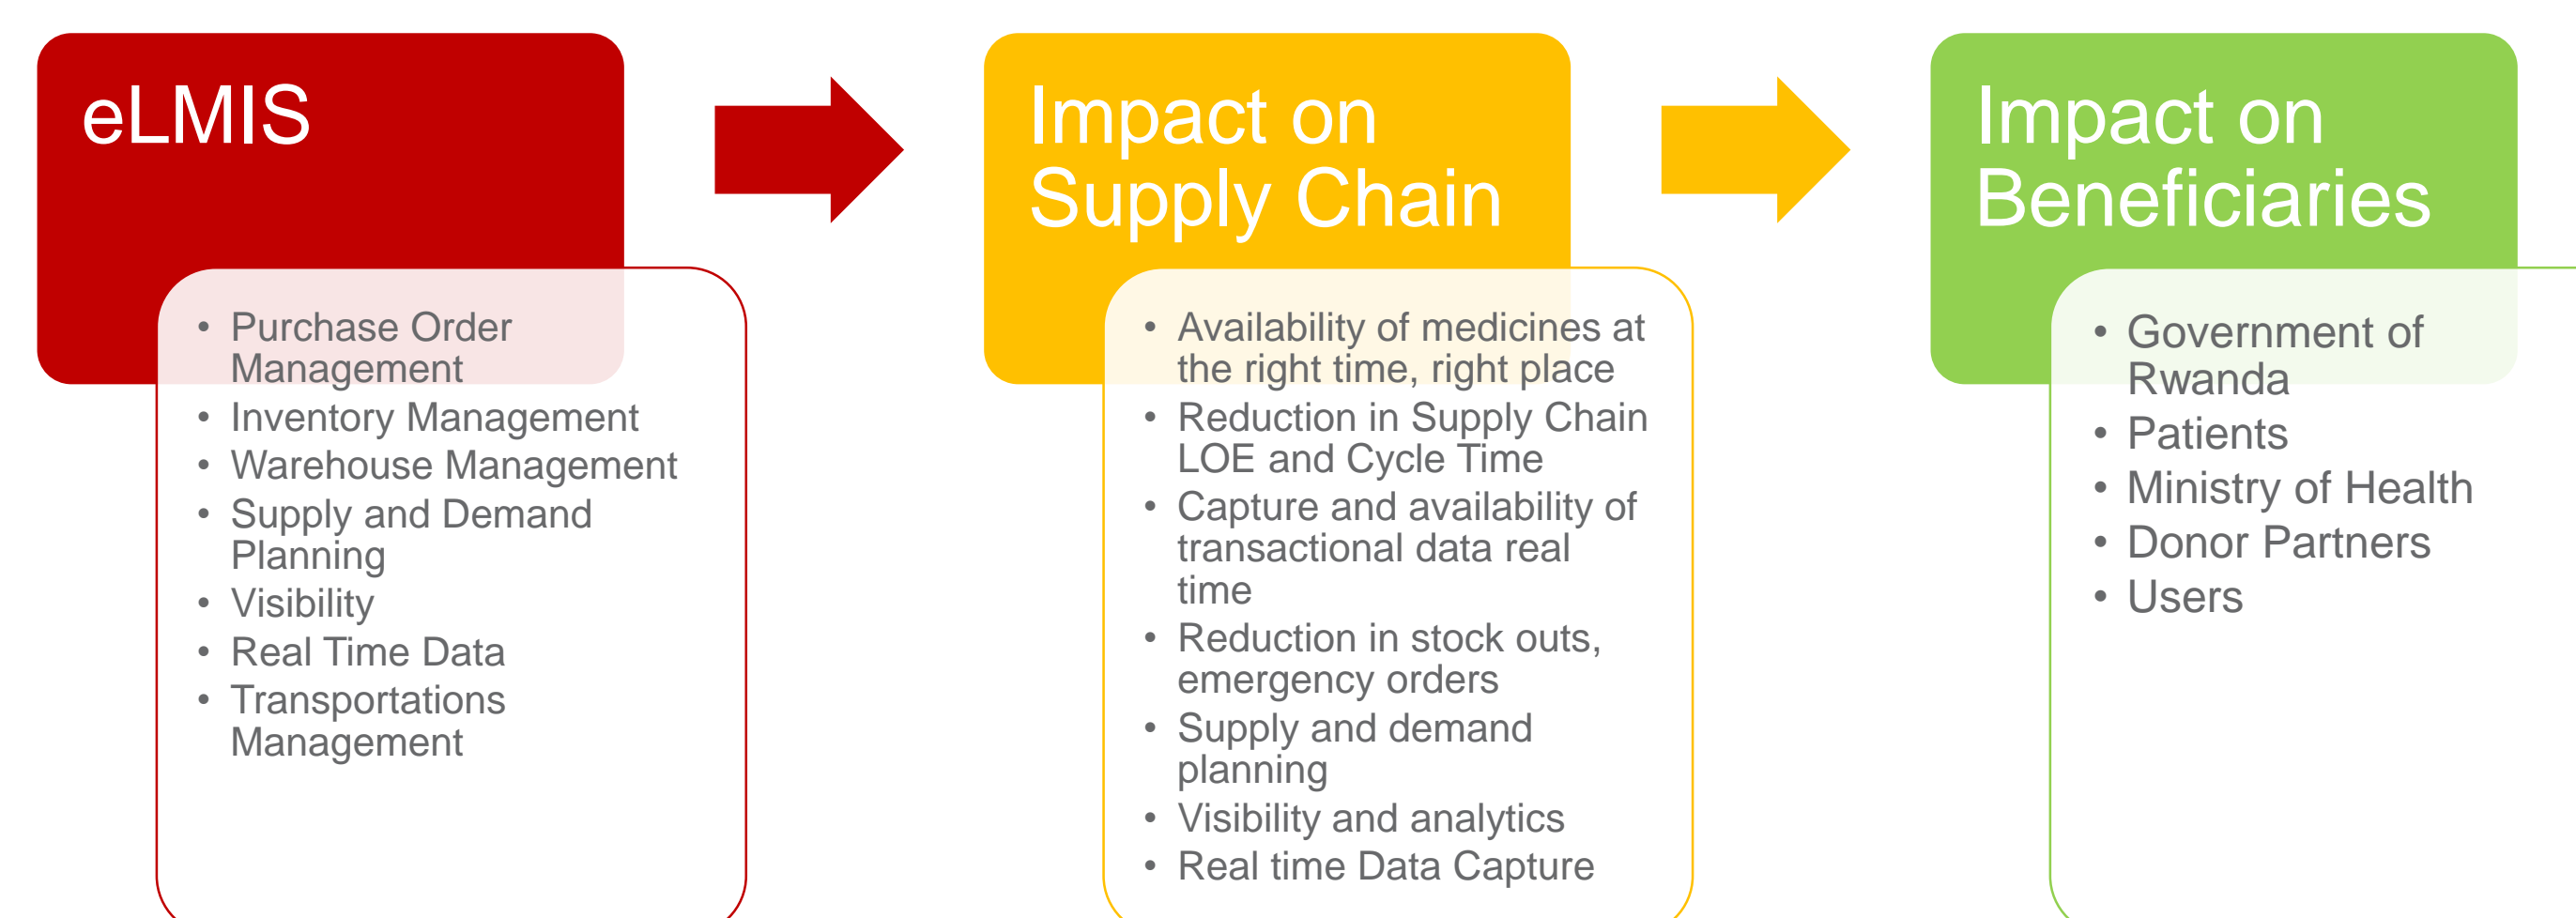 eLMIS
• Purchase Order
Management
• Inventory Management
• Warehouse Management
• Supply and Demand
Planning
• Visibility
• Real Time Data
• Transportations
Management
Impact on
Supply Chain
• Availability of medicines at
the right time, right place
• Reduction in Supply Chain
LOE and Cycle Time
• Capture and availability of
transactional data real
time
• Reduction in stock outs,
emergency orders
• Supply and demand
planning
• Visibility and analytics
• Real time Data Capture
Impact on
Beneficiaries
• Government of
Rwanda
• Patients
• Ministry of Health
• Donor Partners
• Users